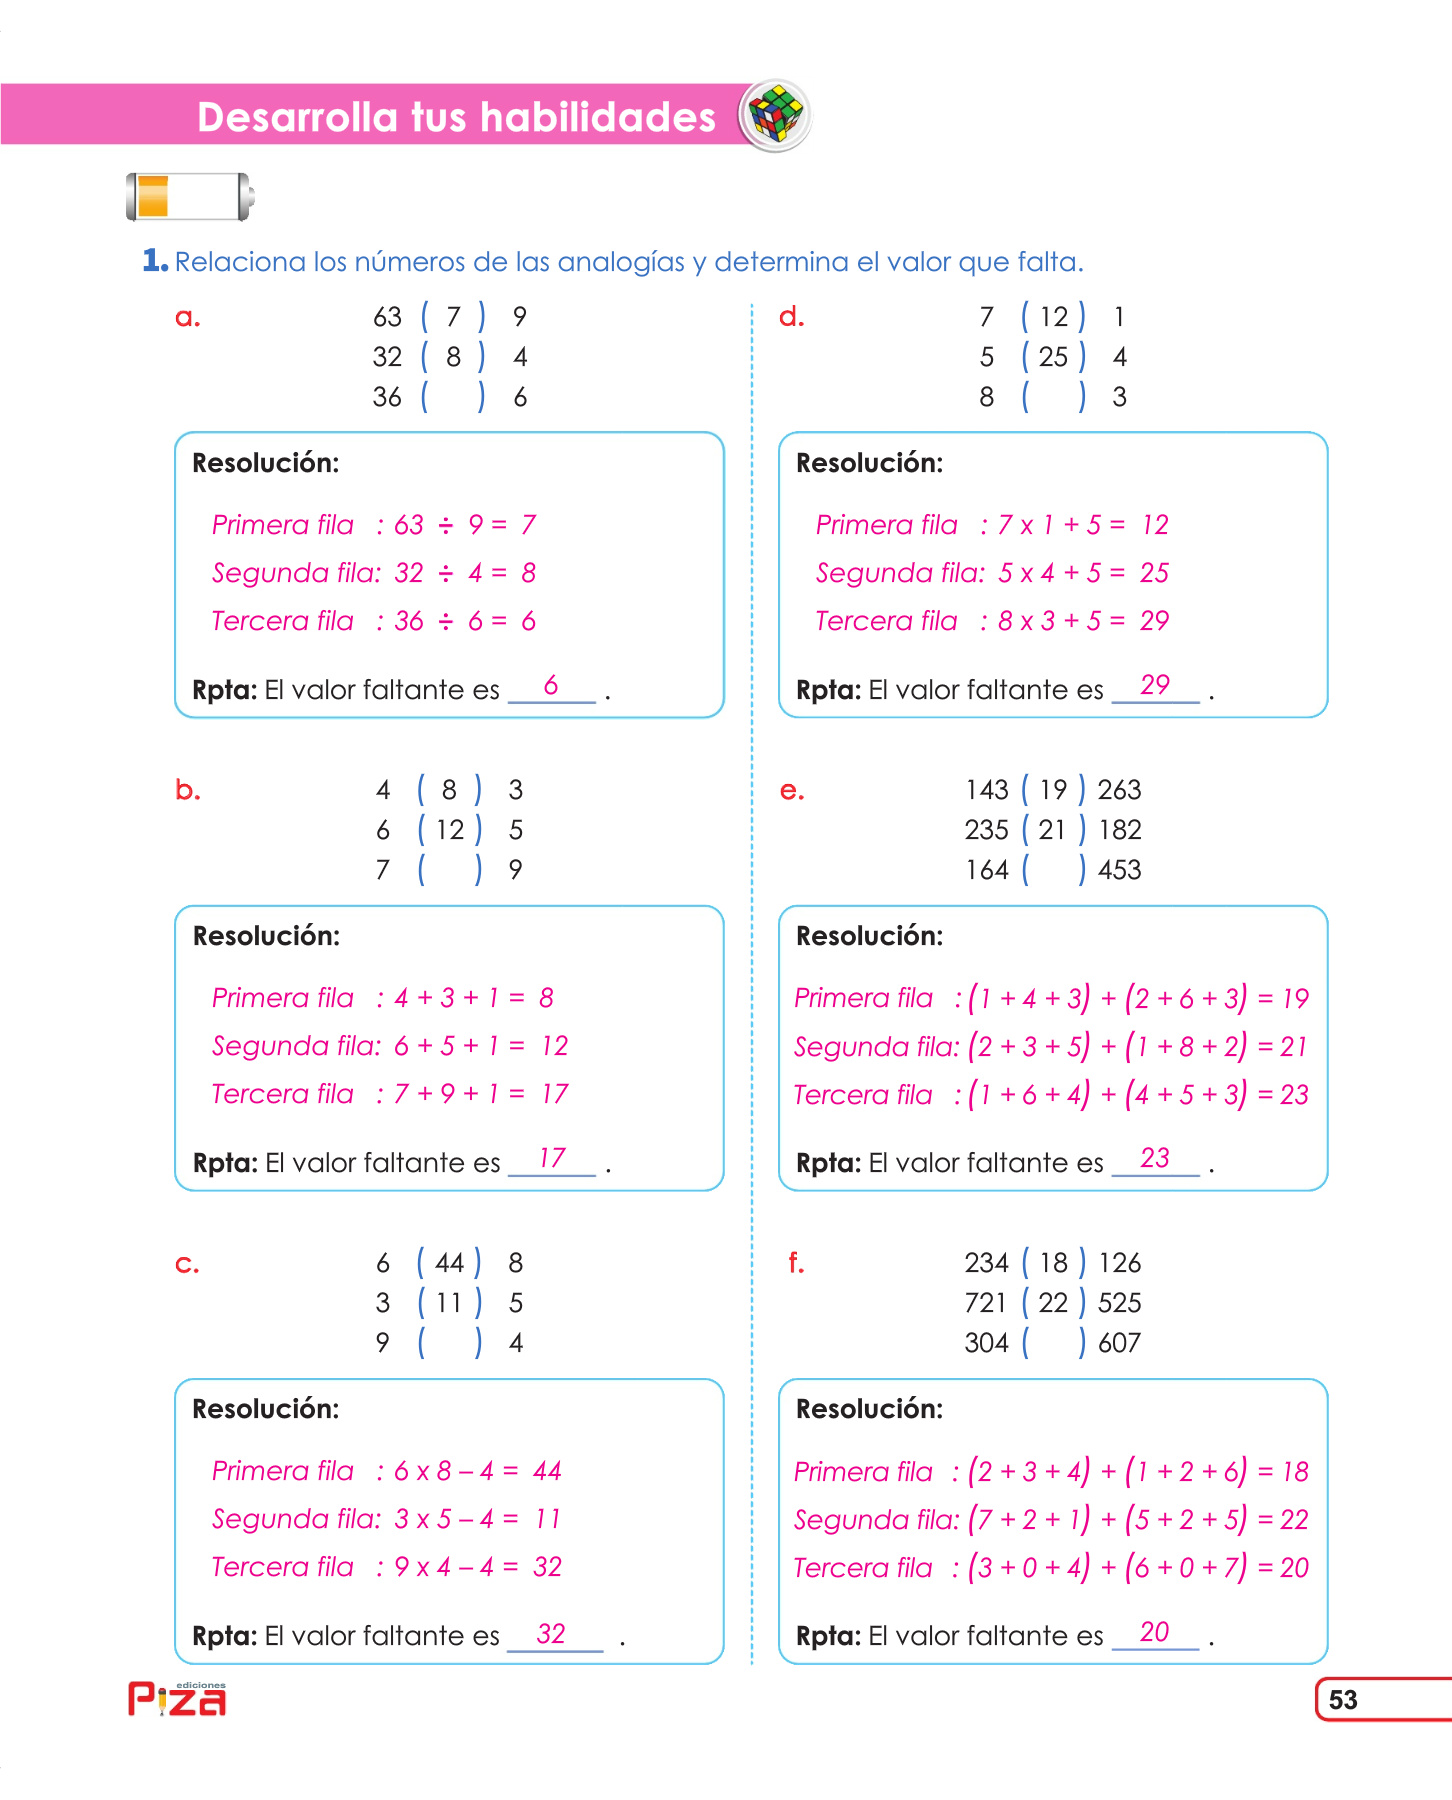 Desarrolla tus habilidades
1. Relaciona los números de las analogías y determina el valor que falta.
a.
63 ( 7 ) 9
32 ( 8 ) 4
36 ( ) 6
Resolución:
Primera fila : 63 ÷ 9 = 7
Segunda fila: 32 ÷ 4 = 8
Tercera fila : 36 ÷ 6 = 6
Rpta: El valor faltante es 6 .
b.
4 ( 8 ) 3
6 ( 12 ) 5
7 ( ) 9
Resolución:
Primera fila : 4 + 3 + 1 = 8
Segunda fila: 6 + 5 + 1 = 12
Tercera fila : 7 + 9 + 1 = 17
Rpta: El valor faltante es 17 .
c.
6 ( 44 ) 8
3 ( 11 ) 5
9 ( ) 4
Resolución:
Primera fila : 6 x 8 – 4 = 44
Segunda fila: 3 x 5 – 4 = 11
Tercera fila : 9 x 4 – 4 = 32
Rpta: El valor faltante es 32 .
d.
7 ( 12 ) 1
5 ( 25 ) 4
8 ( ) 3
Resolución:
Primera fila : 7 x 1 + 5 = 12
Segunda fila: 5 x 4 + 5 = 25
Tercera fila : 8 x 3 + 5 = 29
Rpta: El valor faltante es 29 .
e.
143 ( 19 ) 263
235 ( 21 ) 182
164 ( ) 453
Resolución:
Primera fila : (1 + 4 + 3) + (2 + 6 + 3) = 19
Segunda fila: (2 + 3 + 5) + (1 + 8 + 2) = 21
Tercera fila : (1 + 6 + 4) + (4 + 5 + 3) = 23
Rpta: El valor faltante es 23 .
f.
234 ( 18 ) 126
721 ( 22 ) 525
304 ( ) 607
Resolución:
Primera fila : (2 + 3 + 4) + (1 + 2 + 6) = 18
Segunda fila: (7 + 2 + 1) + (5 + 2 + 5) = 22
Tercera fila : (3 + 0 + 4) + (6 + 0 + 7) = 20
Rpta: El valor faltante es 20 .
ediciones
Piza
53